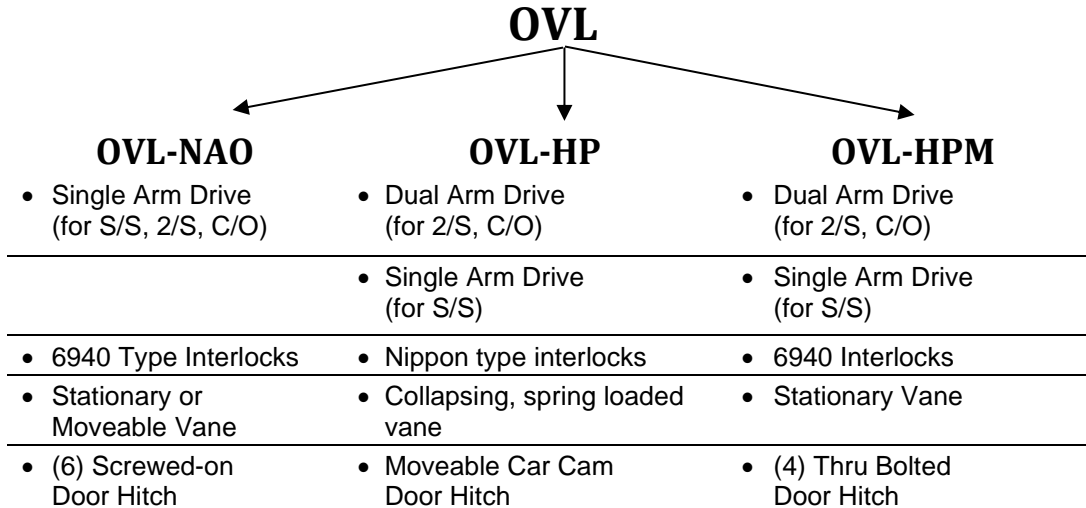 OVL
OVL-NAO OVL-HP OVL-HPM
• Single Arm Drive • Dual Arm Drive • Dual Arm Drive
(for S/S, 2/S, C/O) (for 2/S, C/O) (for 2/S, C/O)
• Single Arm Drive • Single Arm Drive
(for S/S) (for S/S)
• 6940 Type Interlocks • Nippon type interlocks • 6940 Interlocks
• Stationary or • Collapsing, spring loaded • Stationary Vane
Moveable Vane vane
• (6) Screwed-on • Moveable Car Cam • (4) Thru Bolted
Door Hitch Door Hitch Door Hitch